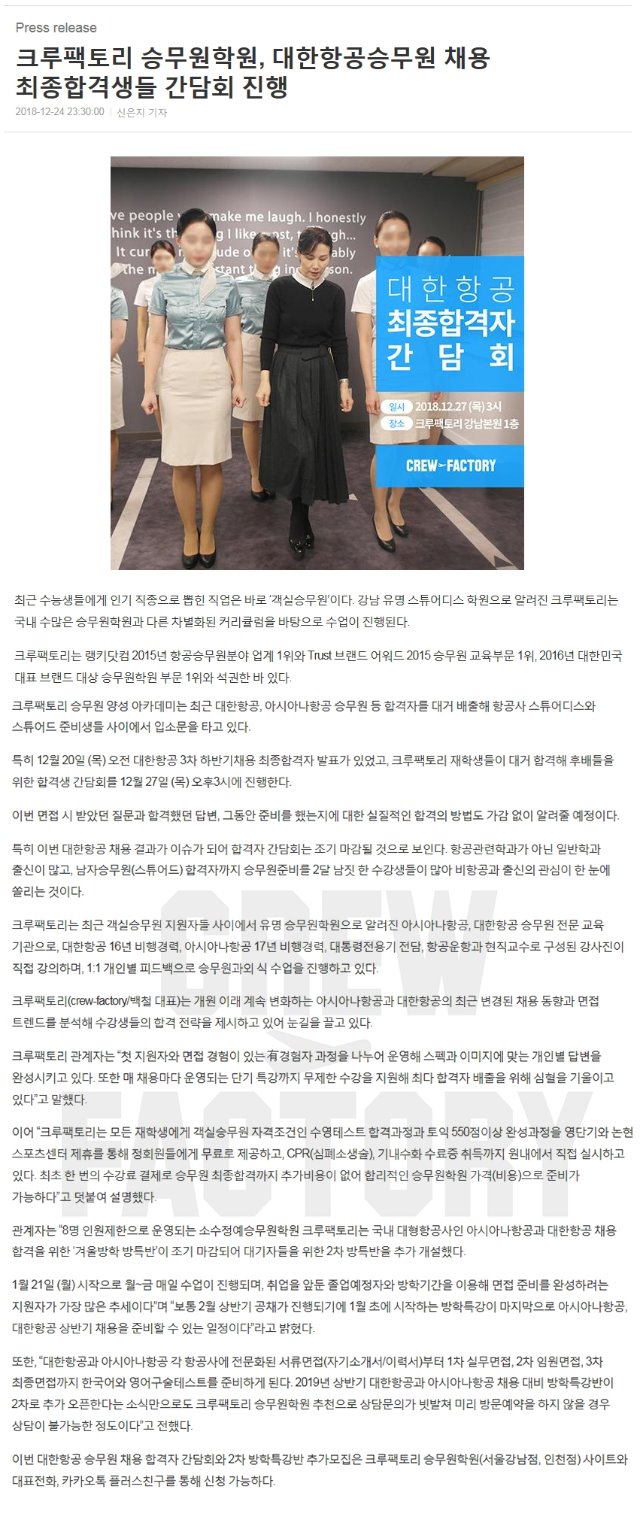 Press release
크루팩토리 승무원학원, 대한항공승무원 채용
최종합격생들 간담회 진행
2018-12-24 23:30:00 신은지 기자
ve people make me laugh. I honestly
hink it's th g I like ost,
It cur ude o it's ably
the m stant ing in son.
대한항공
최종합격자
간담회
일시 2018.12.27 (목) 3시
장소 크루팩토리 강남본원 1층
CREW FACTORY
최근 수능생들에게 인기 직종으로 뽑힌 직업은 바로 '객실승무원'이다. 강남 유명 스튜어디스 학원으로 알려진 크루팩토리는
국내 수많은 승무원학원과 다른 차별화된 커리큘럼을 바탕으로 수업이 진행된다.
크루팩토리는 랭키닷컴 2015년 항공승무원분야 업계 1위와 Trust 브랜드 어워드 2015 승무원 교육부문 1위, 2016년 대한민국
대표 브랜드 대상 승무원학원 부문 1위와 석권한 바 있다.
크루팩토리 승무원 양성 아카데미는 최근 대한항공, 아시아나항공 승무원 등 합격자를 대거 배출해 항공사 스튜어디스와
스튜어드 준비생들 사이에서 입소문을 타고 있다.
특히 12월 20일 (목) 오전 대한항공 3차 하반기채용 최종합격자 발표가 있었고, 크루팩토리 재학생들이 대거 합격해 후배들을
위한 합격생 간담회를 12월 27일 (목) 오후3시에 진행한다.
이번 면접 시 받았던 질문과 합격했던 답변, 그동안 준비를 했는지에 대한 실질적인 합격의 방법도 가감 없이 알려줄 예정이다.
특히 이번 대한항공 채용 결과가 이슈가 되어 합격자 간담회는 조기 마감될 것으로 보인다. 항공관련학과가 아닌 일반학과
출신이 많고, 남자승무원(스튜어드) 합격자까지 승무원준비를 2달 남짓 한 수강생들이 많아 비항공과 출신의 관심이 한 눈에
쏠리는 것이다.
크루팩토리는 최근 객실승무원 지원자들 사이에서 유명 승무원학원으로 알려진 아시아나항공, 대한항공 승무원 전문 교육
기관으로, 대한항공 16년 비행경력, 아시아나항공 17년 비행경력, 대통령전용기 전담, 항공운항과 현직교수로 구성된 강사진이
직접 강의하며, 1:1 개인별 피드백으로 승무원과외 식 수업을 진행하고 있다.
크루팩토리(crew-factory/백철 대표)는 개원 이래 계속 변화하는 아시아나항공과 대한항공의 최근 변경된 채용 동향과 면접
트렌드를 분석해 수강생들의 합격 전략을 제시하고 있어 눈길을 끌고 있다.
크루팩토리 관계자는 “첫 지원자와 면접 경험이 있는 有경험자 과정을 나누어 운영해 스펙과 이미지에 맞는 개인별 답변을
완성시키고 있다. 또한 매 채용마다 운영되는 단기 특강까지 무제한 수강을 지원해 최다 합격자 배출을 위해 심혈을 기울이고
있다”고 말했다.
이어 “크루팩토리는 모든 재학생에게 객실승무원 자격조건인 수영테스트 합격과정과 토익 550점이상 완성과정을 영단기와 논현
스포츠센터 제휴를 통해 정회원들에게 무료로 제공하고, CPR(심폐소생술), 기내수화 수료증 취득까지 원내에서 직접 실시하고
있다. 최초 한 번의 수강료 결제로 승무원 최종합격까지 추가비용이 없어 합리적인 승무원학원 가격(비용)으로 준비가
가능하다”고 덧붙여 설명했다.
관계자는 “8명 인원제한으로 운영되는 소수정예승무원학원 크루팩토리는 국내 대형항공사인 아시아나항공과 대한항공 채용
합격을 위한 ‘겨울방학 방특반’이 조기 마감되어 대기자들을 위한 2차 방특반을 추가 개설했다.
1월 21일 (월) 시작으로 월~금 매일 수업이 진행되며, 취업을 앞둔 졸업예정자와 방학기간을 이용해 면접 준비를 완성하려는
지원자가 가장 많은 추세이다”며 “보통 2월 상반기 공채가 진행되기에 1월 초에 시작하는 방학특강이 마지막으로 아시아나항공,
대한항공 상반기 채용을 준비할 수 있는 일정이다”라고 밝혔다.
또한, “대한항공과 아시아나항공 각 항공사에 전문화된 서류면접(자기소개서/이력서)부터 1차 실무면접, 2차 임원면접, 3차
최종면접까지 한국어와 영어구술테스트를 준비하게 된다. 2019년 상반기 대한항공과 아시아나항공 채용 대비 방학특강반이
2차로 추가 오픈한다는 소식만으로도 크루팩토리 승무원학원 추천으로 상담문의가 빗발쳐 미리 방문예약을 하지 않을 경우
상담이 불가능한 정도이다”고 전했다.
이번 대한항공 승무원 채용 합격자 간담회와 2차 방학특강반 추가모집은 크루팩토리 승무원학원(서울강남점, 인천점) 사이트와
대표전화, 카카오톡 플러스친구를 통해 신청 가능하다.
CREW
FACTORY